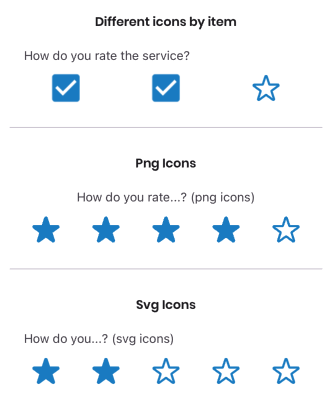 Different icons by item
How do you rate the service?
Png Icons
How do you rate...? (png icons)
Svg Icons
How do you...? (svg icons)